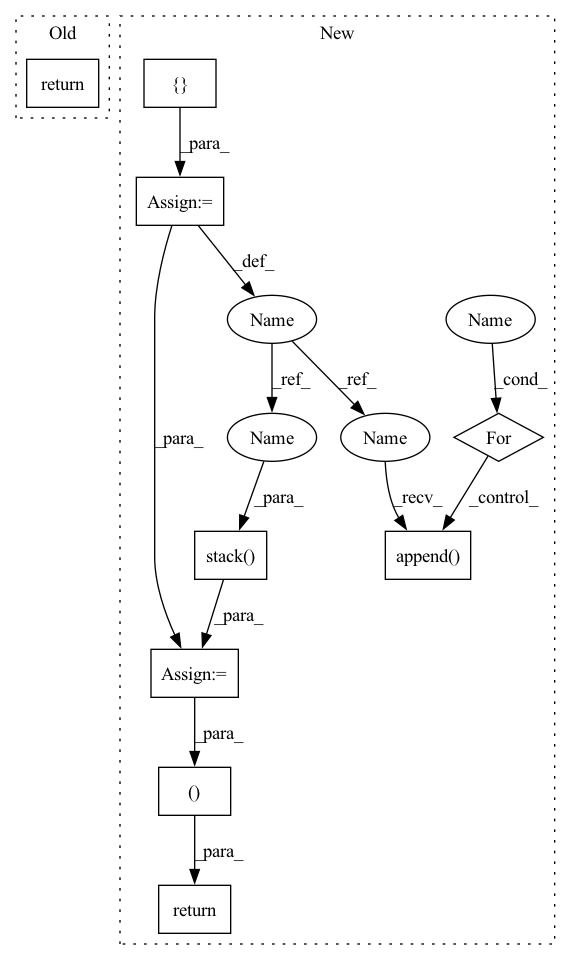 Old
New
return
{}
_para_
Assign:=
_def_
Name
Name
_ref_
_ref_
_cond_
_para_
Name
Name
For
_para_
_recv_
_control_
stack()
append()
_para_
Assign:=
_para_
()
_para_
return